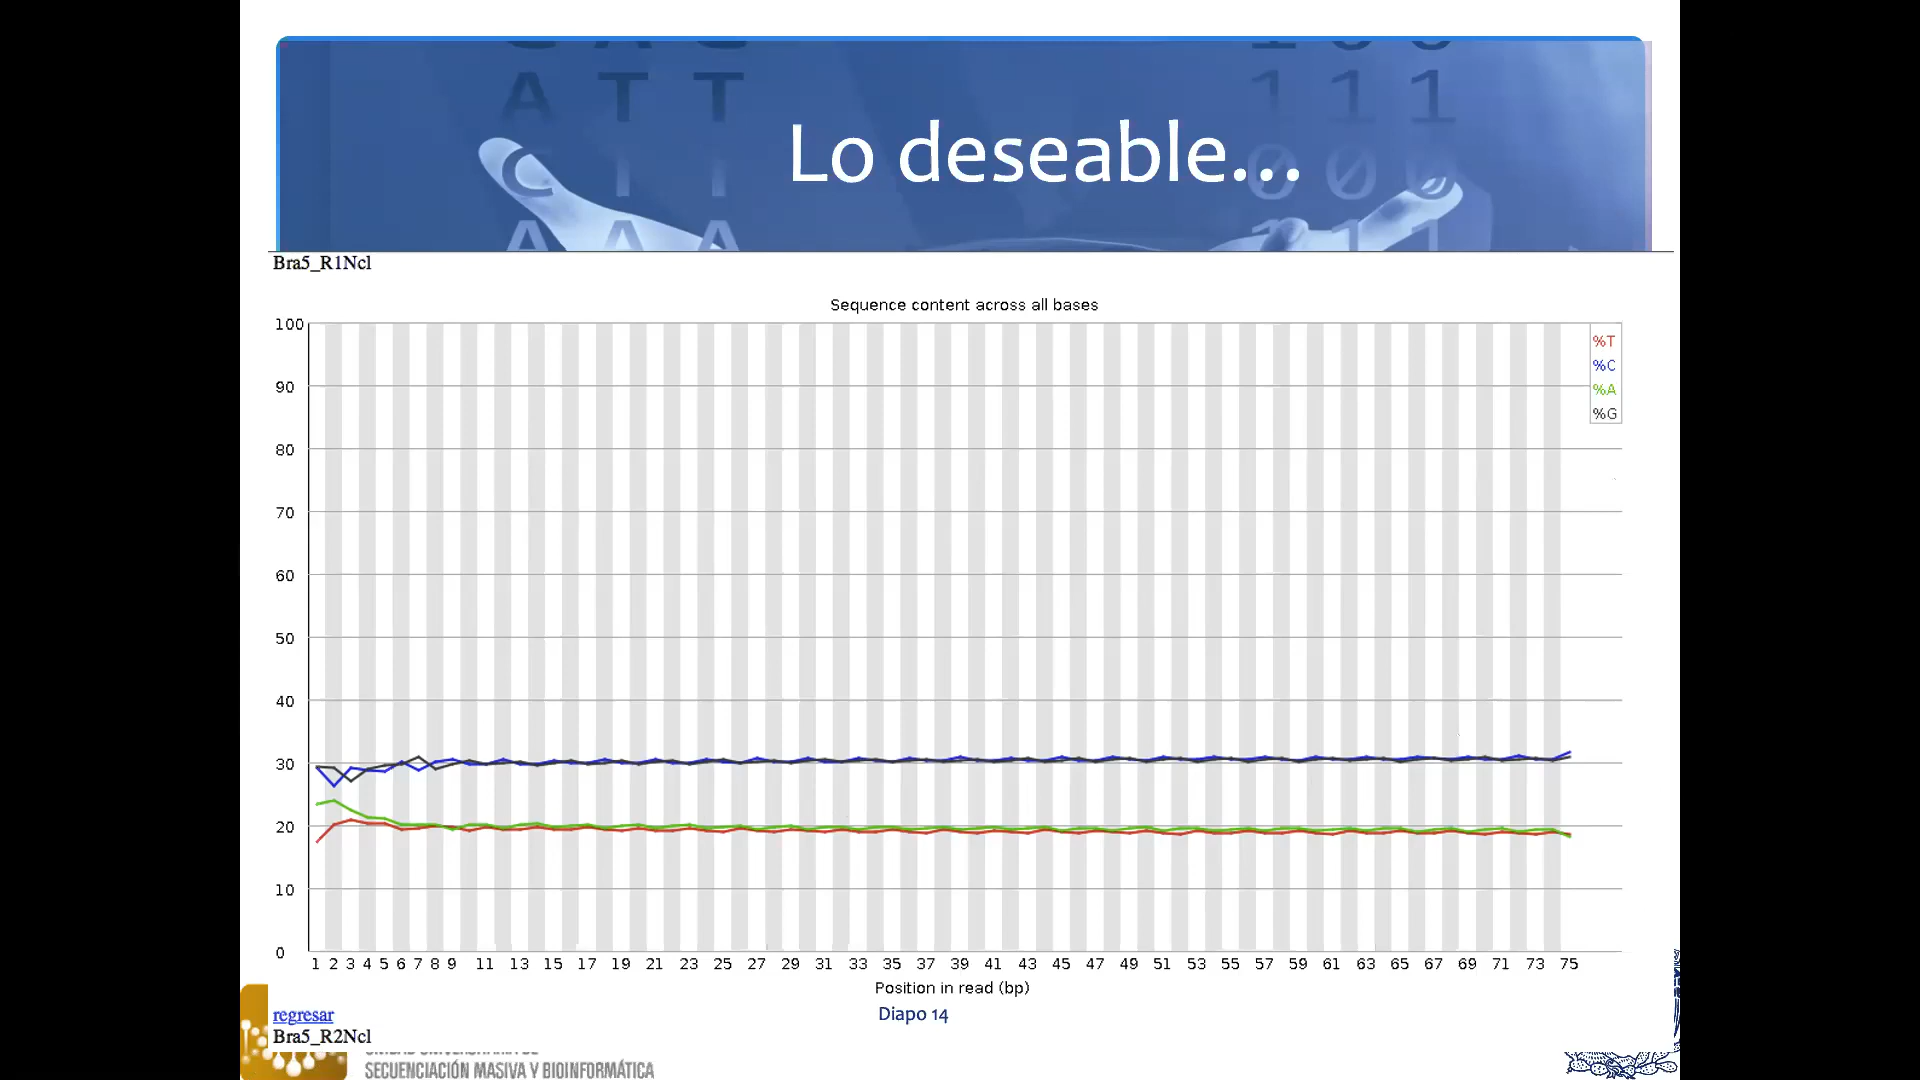 Lo deseable...
Bra5_R1Ncl
Sequence content across all bases
%T
%C
%A
%G
100
90
80
70
60
50
40
30
20
10
0
1 2 3 4 5 6 7 8 9 11 13 15 17 19 21 23 25 27 29 31 33 35 37 39 41 43 45 47 49 51 53 55 57 59 61 63 65 67 69 71 73 75
Position in read (bp)
Diapo 14
regresar
Bra5_R2Ncl
SECUENCIACIÓN MASIVA Y BIOINFORMÁTICA